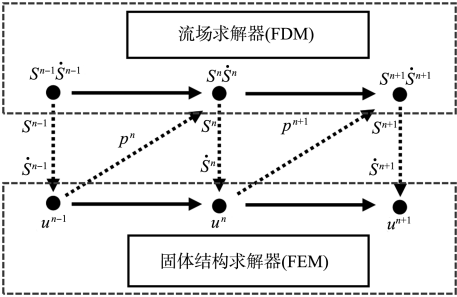 流场求解器(FDM)
Sⁿ⁻¹Ṡⁿ⁻¹ SⁿṠⁿ Sⁿ⁺¹Ṡⁿ⁺¹
Sⁿ⁻¹ pⁿ Sⁿ pⁿ⁺¹ Sⁿ⁺¹
Ṡⁿ⁻¹ Ṡⁿ Ṡⁿ⁺¹
uⁿ⁻¹ uⁿ uⁿ⁺¹
固体结构求解器(FEM)